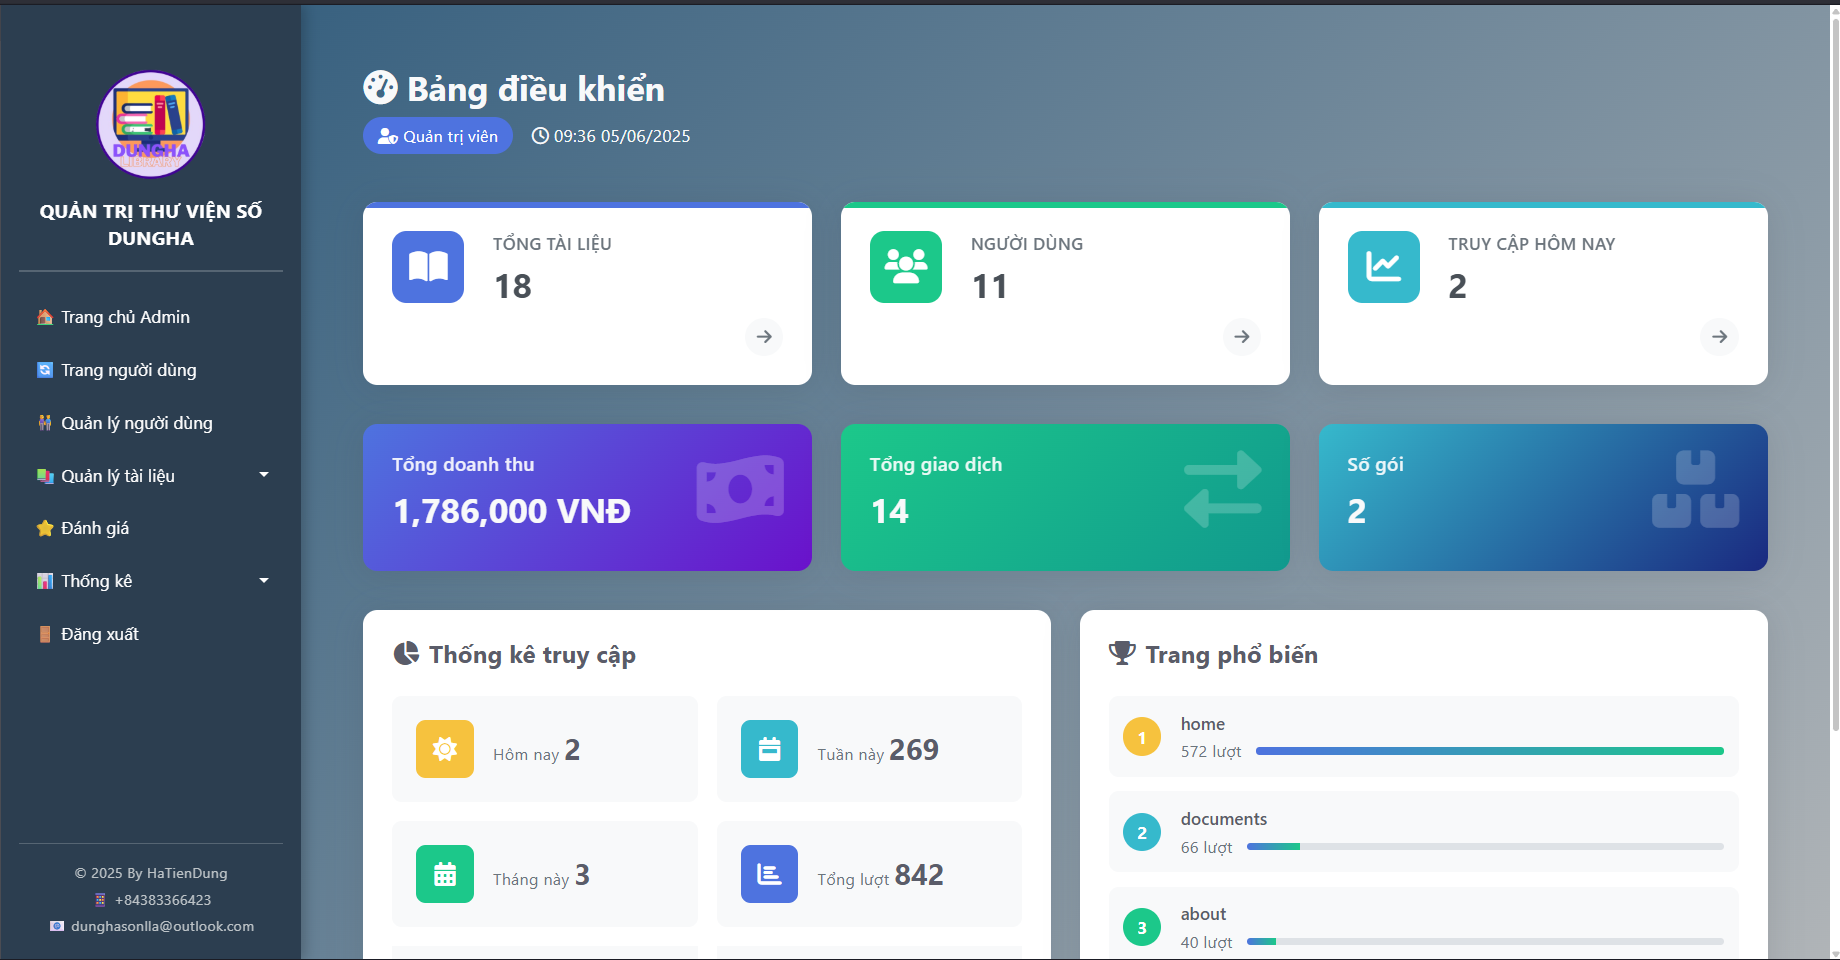 DUNGHA
LIBRARY
QUẢN TRỊ THƯ VIỆN SỐ
DUNGHA
Trang chủ Admin
Trang người dùng
Quản lý người dùng
Quản lý tài liệu
Đánh giá
Thống kê
Đăng xuất
© 2025 By HaTienDung
+84383366423
dunghasonlla@outlook.com
Bảng điều khiển
Quản trị viên
09:36 05/06/2025
TỔNG TÀI LIỆU
18
NGƯỜI DÙNG
11
TRUY CẬP HÔM NAY
2
Tổng doanh thu
1,786,000 VNĐ
Tổng giao dịch
14
Số gói
2
Thống kê truy cập
Hôm nay 2
Tuần này 269
Tháng này 3
Tổng lượt 842
Trang phổ biến
1
home
572 lượt
2
documents
66 lượt
3
about
40 lượt